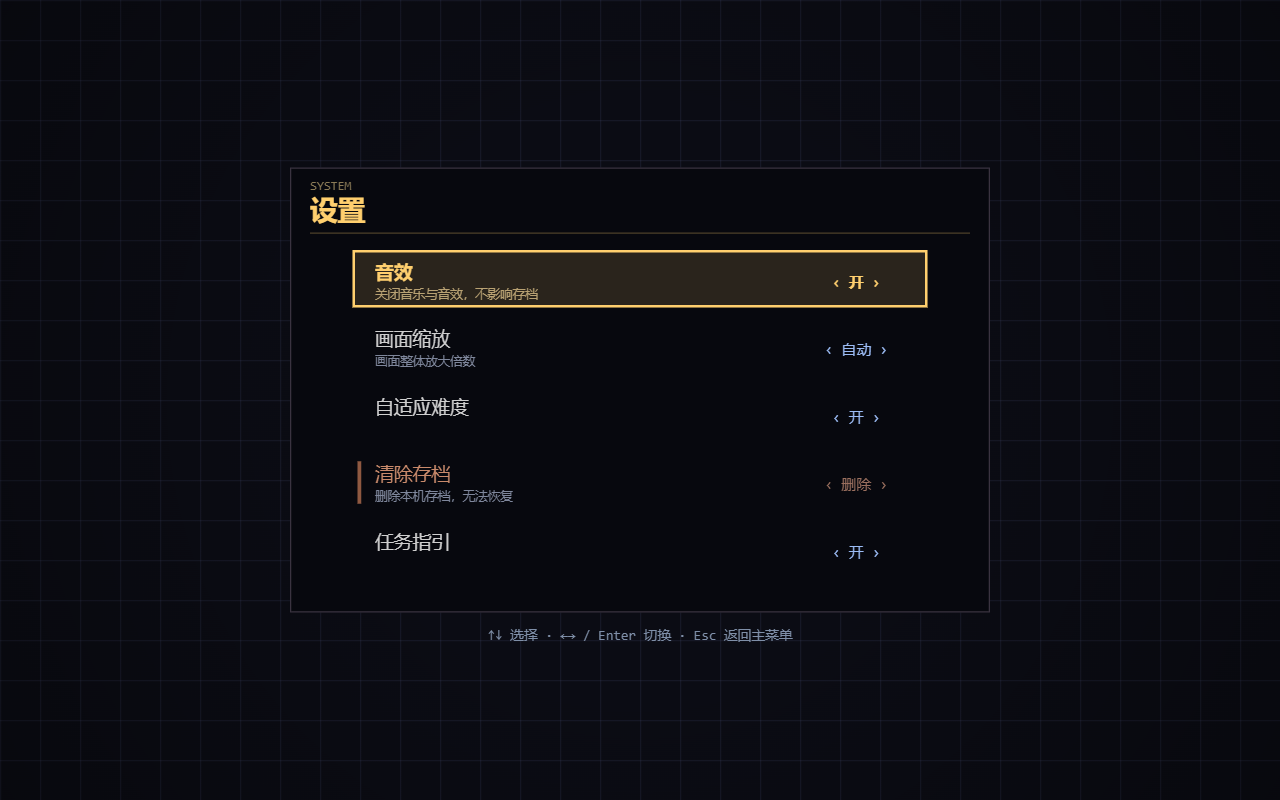 SYSTEM
设置
音效
关闭音乐与音效，不影响存档
‹ 开 ›
画面缩放
画面整体放大倍数
‹ 自动 ›
自适应难度
‹ 开 ›
清除存档
删除本机存档，无法恢复
‹ 删除 ›
任务指引
‹ 开 ›
↑↓ 选择 · ←→ / Enter 切换 · Esc 返回主菜单